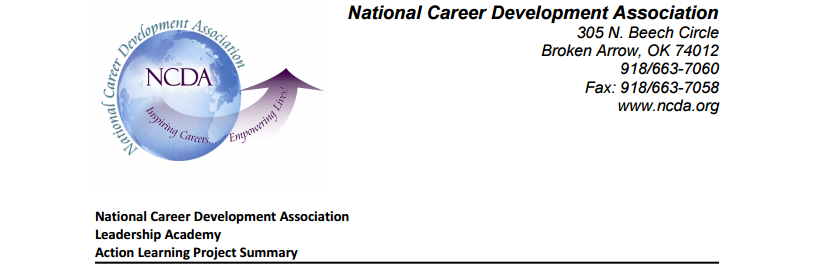 National Career Development Association
NCDA
Inspiring Careers... Empowering Lives!
National Career Development Association
305 N. Beech Circle
Broken Arrow, OK 74012
918/663-7060
Fax: 918/663-7058
www.ncda.org
National Career Development Association
Leadership Academy
Action Learning Project Summary